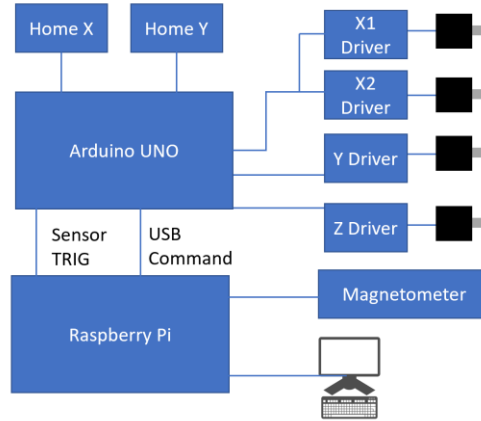 Home X
Home Y
X1
Driver
X2
Driver
Arduino UNO
Y Driver
Z Driver
Sensor
TRIG
USB
Command
Magnetometer
Raspberry Pi